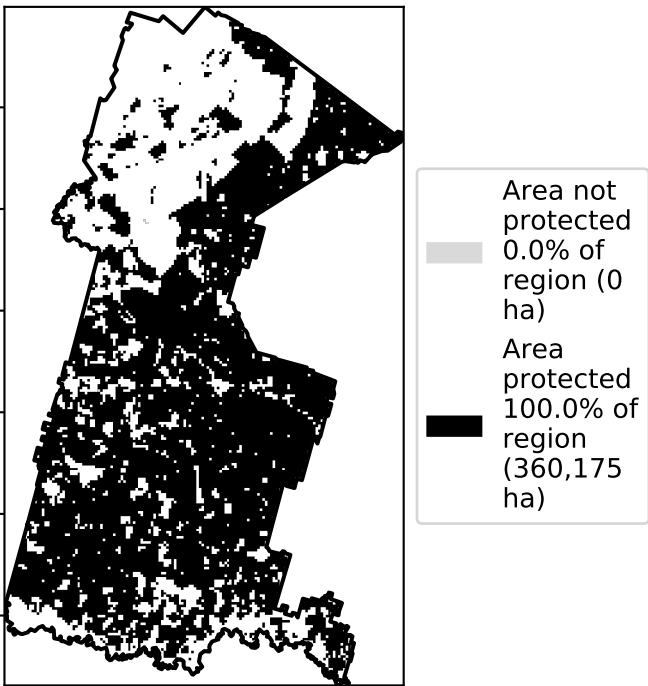 Area not
protected
0.0% of
region (0
ha)
Area
protected
100.0% of
region
(360,175
ha)